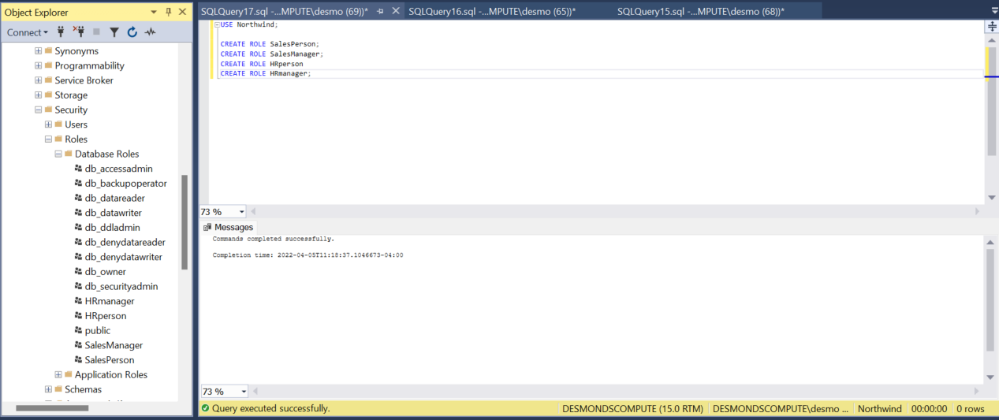 Object Explorer
Connect
Synonyms
Programmability
Service Broker
Storage
Security
Users
Roles
Database Roles
db_accessadmin
db_backupoperator
db_datareader
db_datawriter
db_ddladmin
db_denydatareader
db_denydatawriter
db_owner
db_securityadmin
HRmanager
HRperson
public
SalesManager
SalesPerson
Application Roles
Schemas
SQLQuery17.sql -...MPUTE\desmo (69))*
SQLQuery16.sql -...MPUTE\desmo (65))*
SQLQuery15.sql -...MPUTE\desmo (68))*
USE Northwind;
CREATE ROLE SalesPerson;
CREATE ROLE SalesManager;
CREATE ROLE HRperson
CREATE ROLE HRmanager;
73 %
Messages
Commands completed successfully.
Completion time: 2022-04-05T11:18:37.1046673-04:00
73 %
Query executed successfully.
DESMONDSCOMPUTE (15.0 RTM)
DESMONDSCOMPUTE\desmo ...
Northwind
00:00:00
0 rows